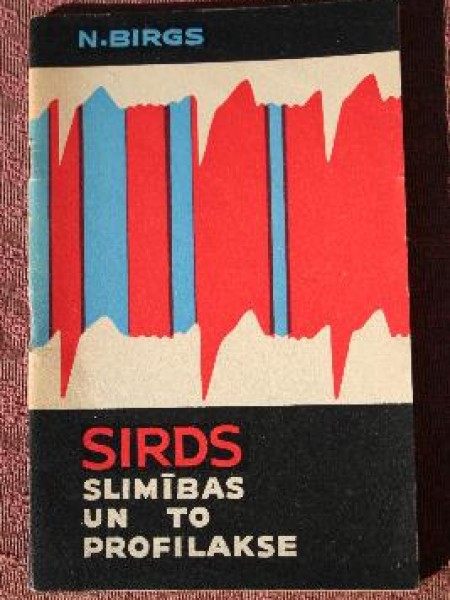 N.BIRGS
SIRDS
SLIMĪBAS
UN TO
PROFILAKSE